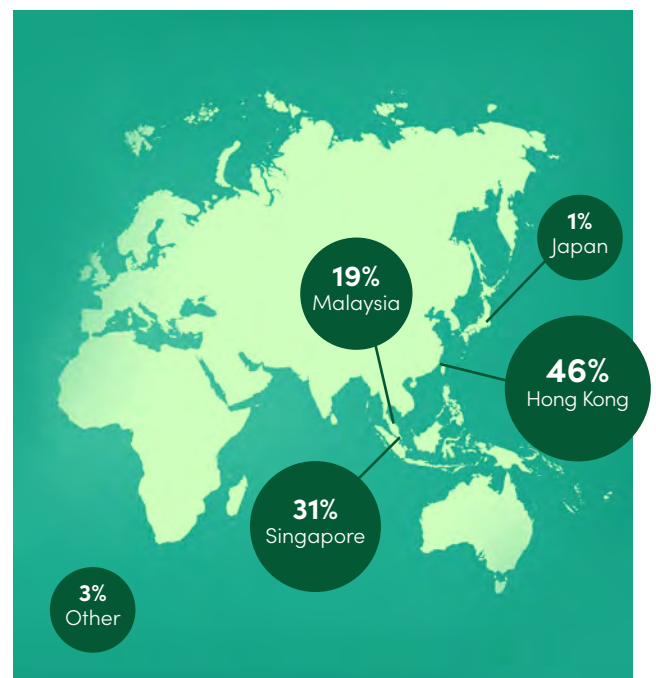 1%
Japan
19%
Malaysia
46%
Hong Kong
31%
Singapore
3%
Other